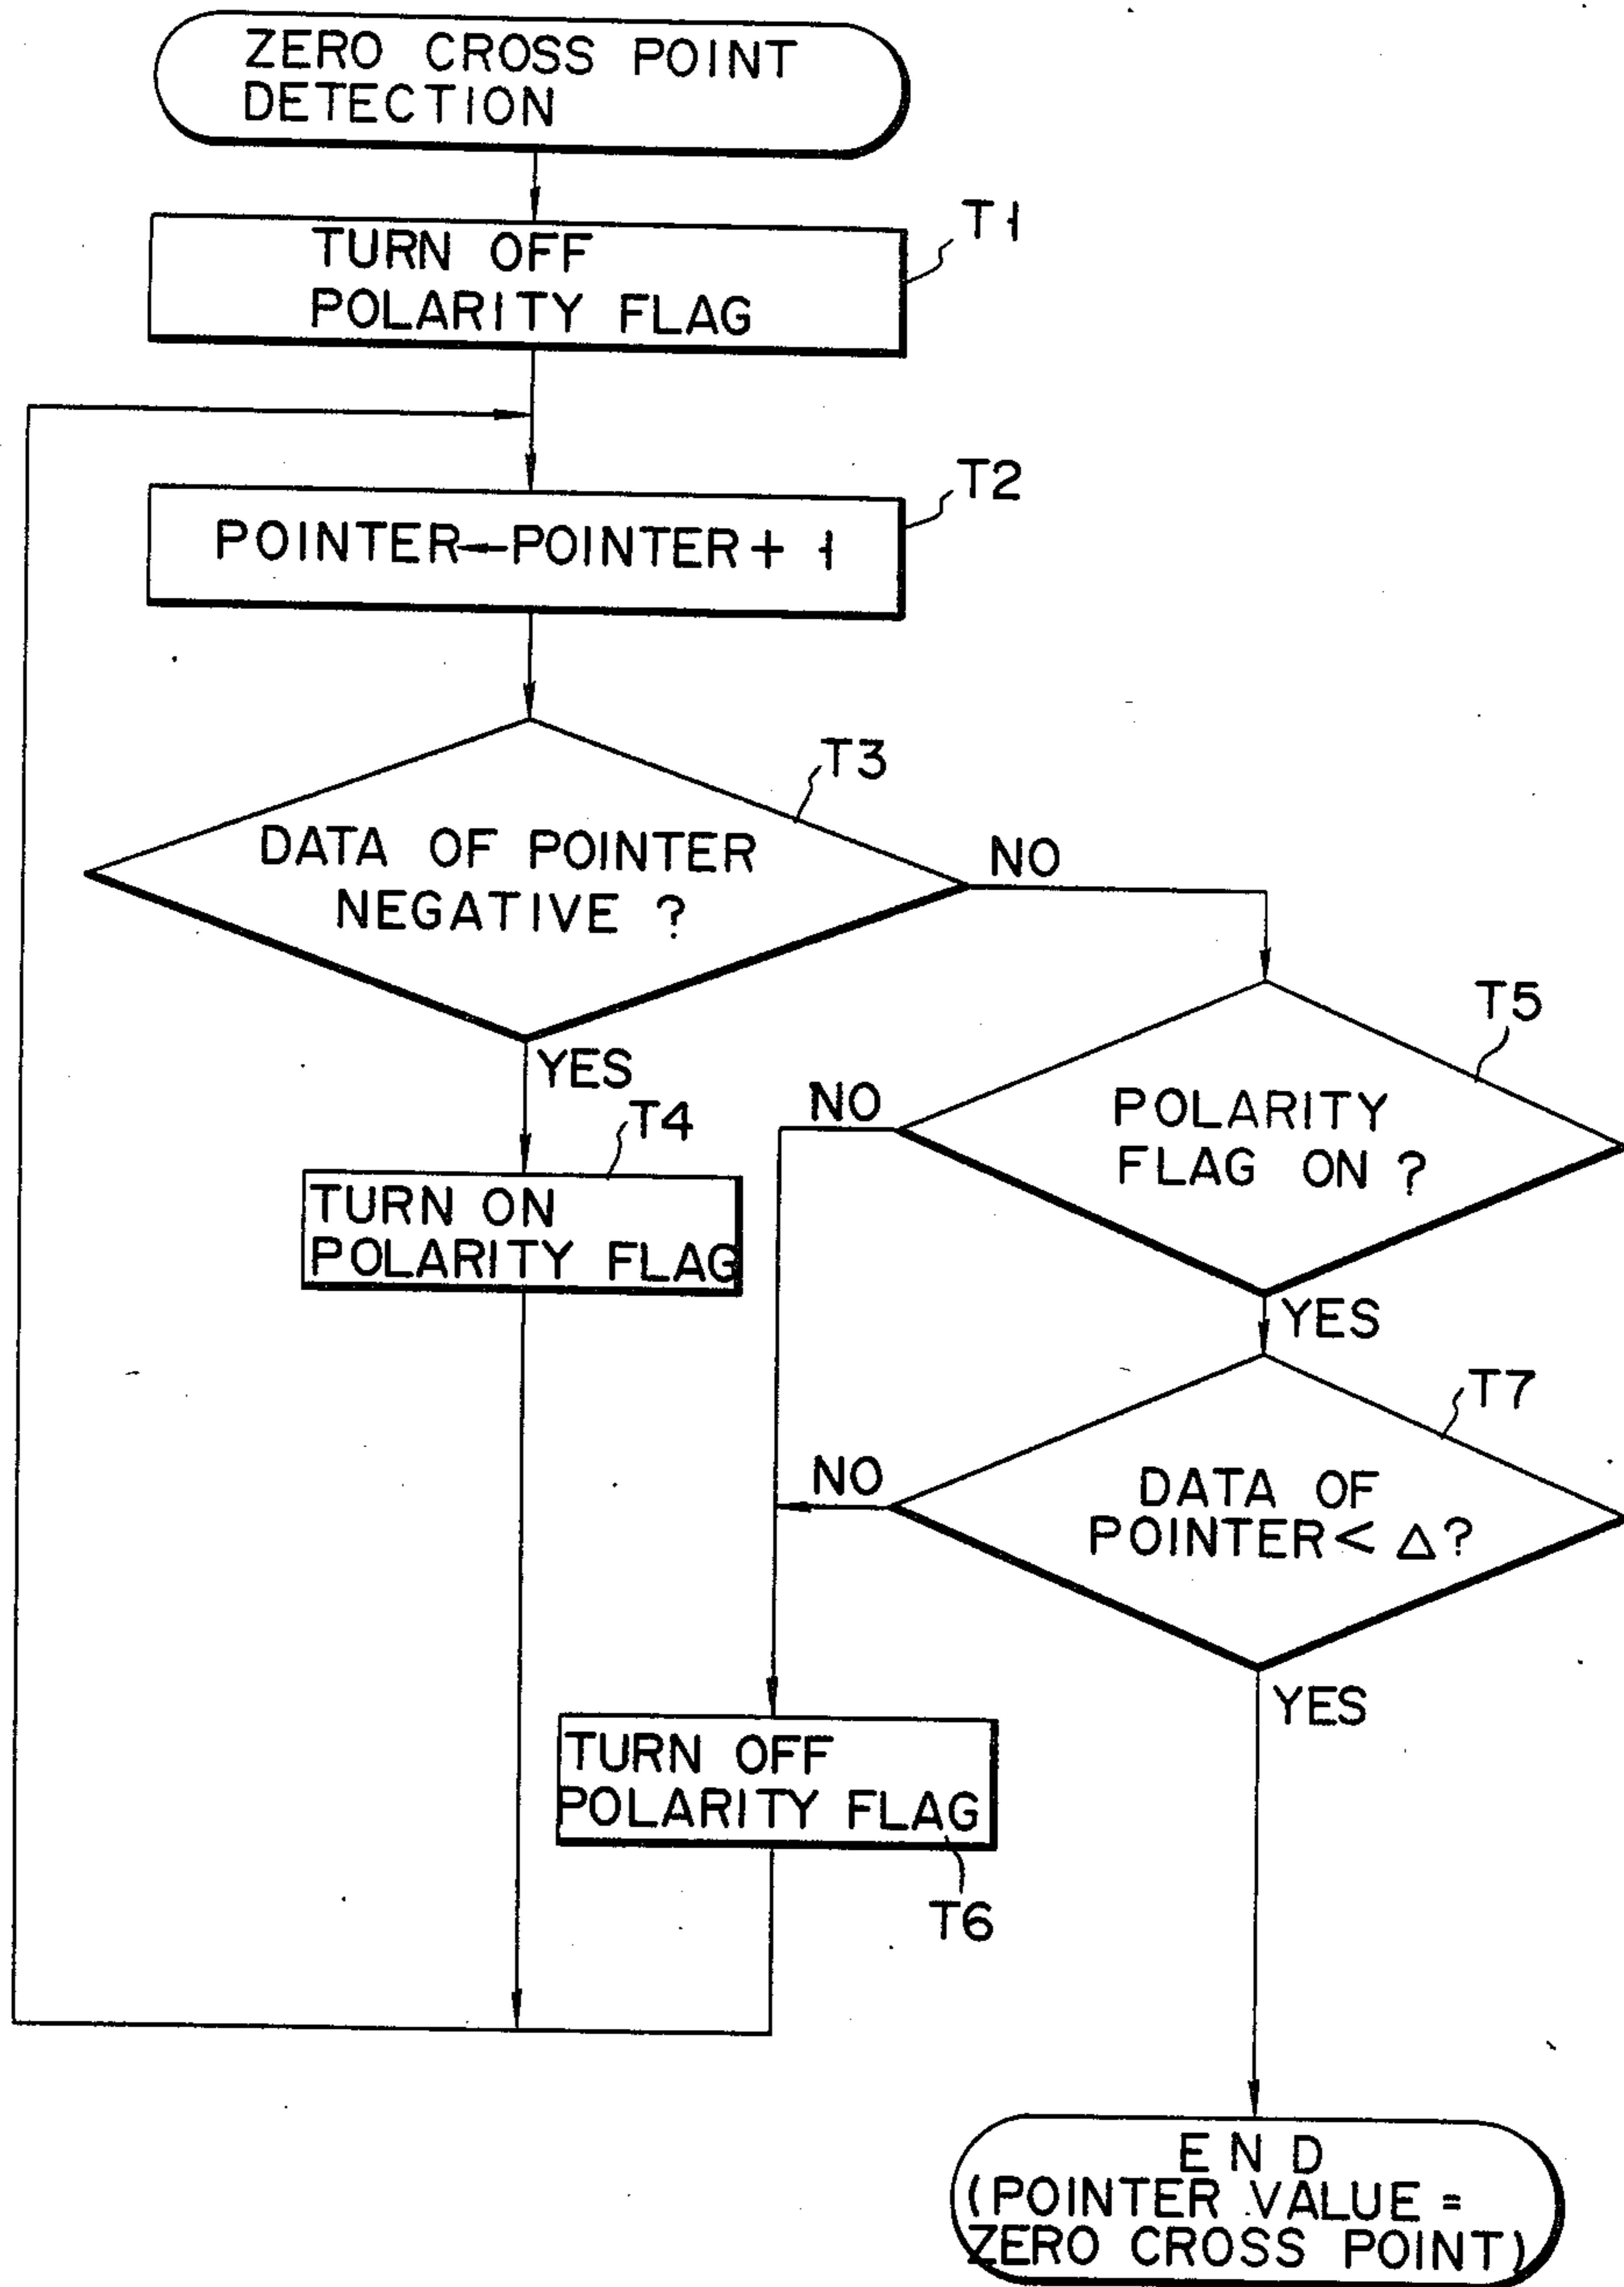 ZERO CROSS POINT
DETECTION
T1
TURN OFF
POLARITY FLAG
T2
POINTER←POINTER + 1
T3
DATA OF POINTER
NEGATIVE ?
NO
YES
T4
TURN ON
POLARITY FLAG
T5
NO
POLARITY
FLAG ON ?
YES
T7
NO
DATA OF
POINTER < △?
YES
TURN OFF
POLARITY FLAG
T6
END
(POINTER VALUE =
ZERO CROSS POINT)